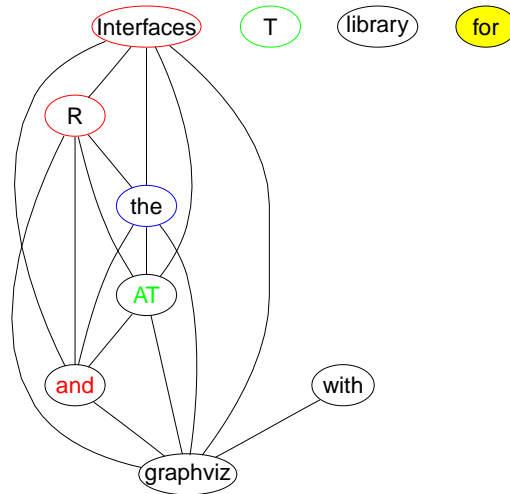 Interfaces T library for
R
the
AT
and with
graphviz